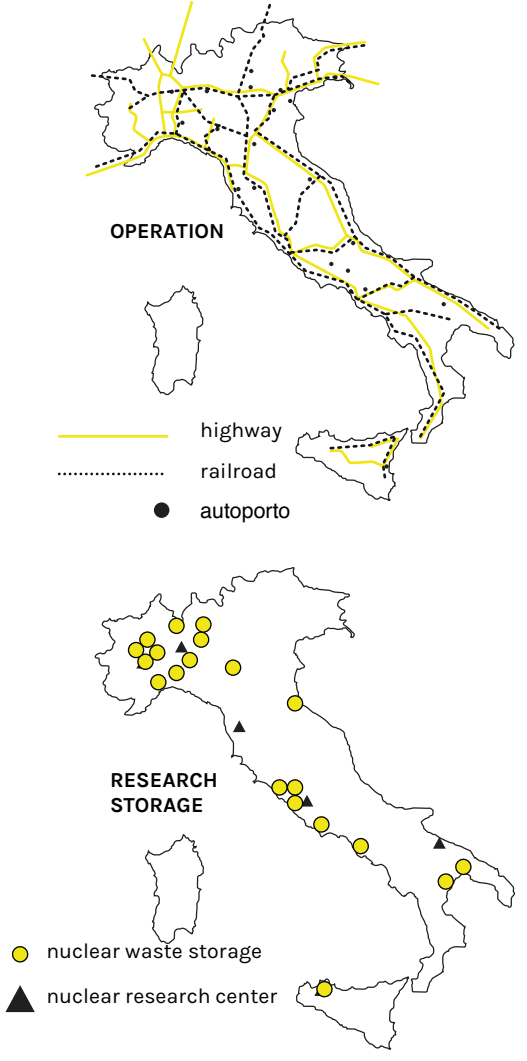 OPERATION
highway
railroad
autoporto
RESEARCH
STORAGE
nuclear waste storage
nuclear research center